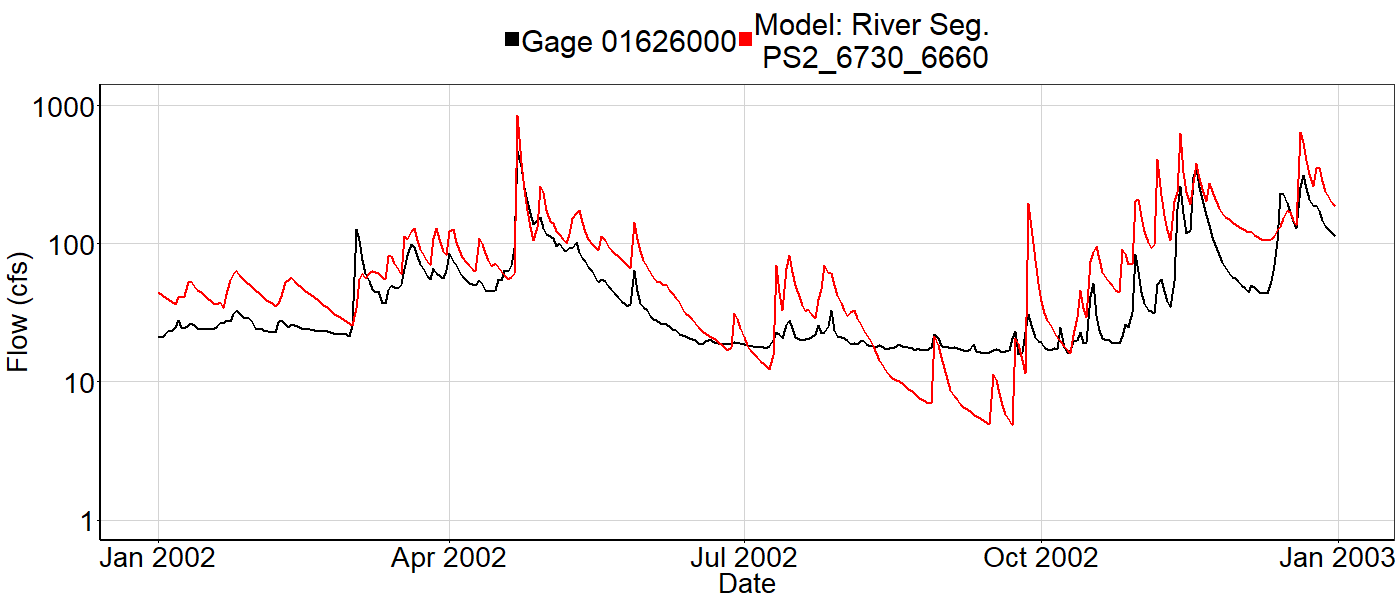 Gage 01626000
Model: River Seg.
PS2_6730_6660
1000
100
10
1
Flow (cfs)
Jan 2002
Apr 2002
Jul 2002
Oct 2002
Jan 2003
Date